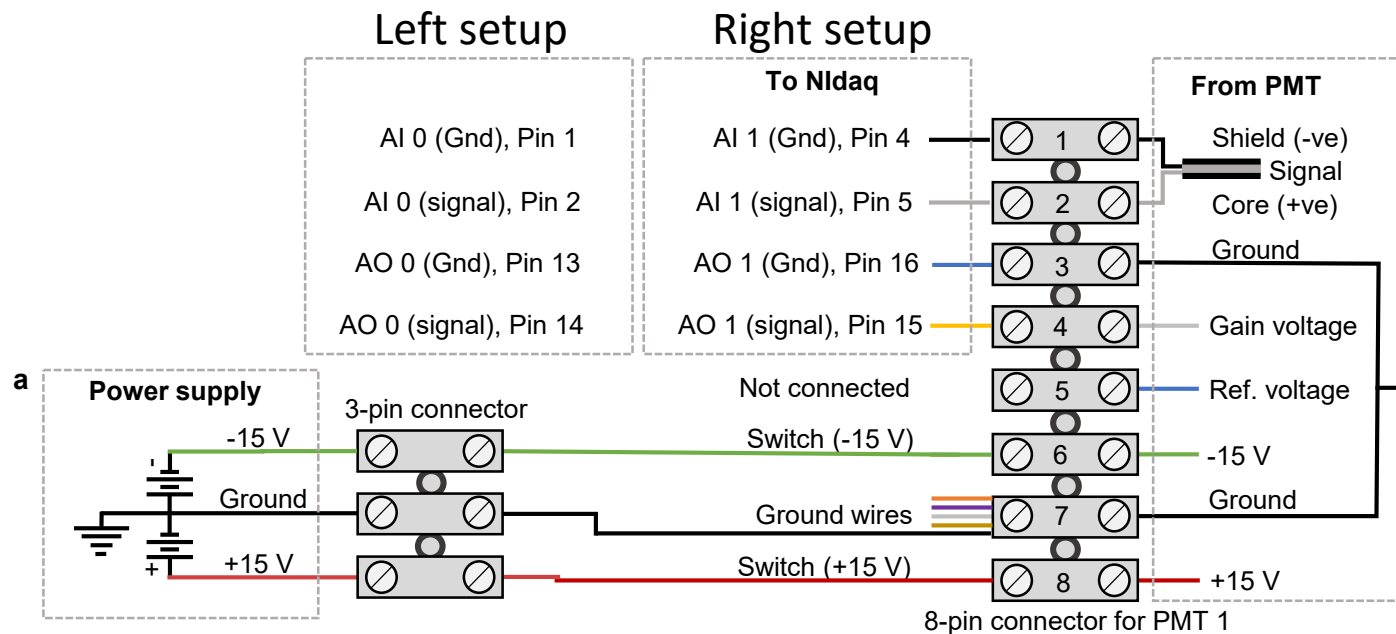 Left setup
Right setup
To NIdaq
From PMT
AI 0 (Gnd), Pin 1
AI 1 (Gnd), Pin 4
1
Shield (-ve)
Signal
AI 0 (signal), Pin 2
AI 1 (signal), Pin 5
2
Core (+ve)
AO 0 (Gnd), Pin 13
AO 1 (Gnd), Pin 16
3
Ground
AO 0 (signal), Pin 14
AO 1 (signal), Pin 15
4
Gain voltage
a
Power supply
Not connected
5
Ref. voltage
3-pin connector
-15 V
Switch (-15 V)
6
-15 V
-
Ground
Ground wires
7
Ground
+
+15 V
Switch (+15 V)
8
+15 V
8-pin connector for PMT 1